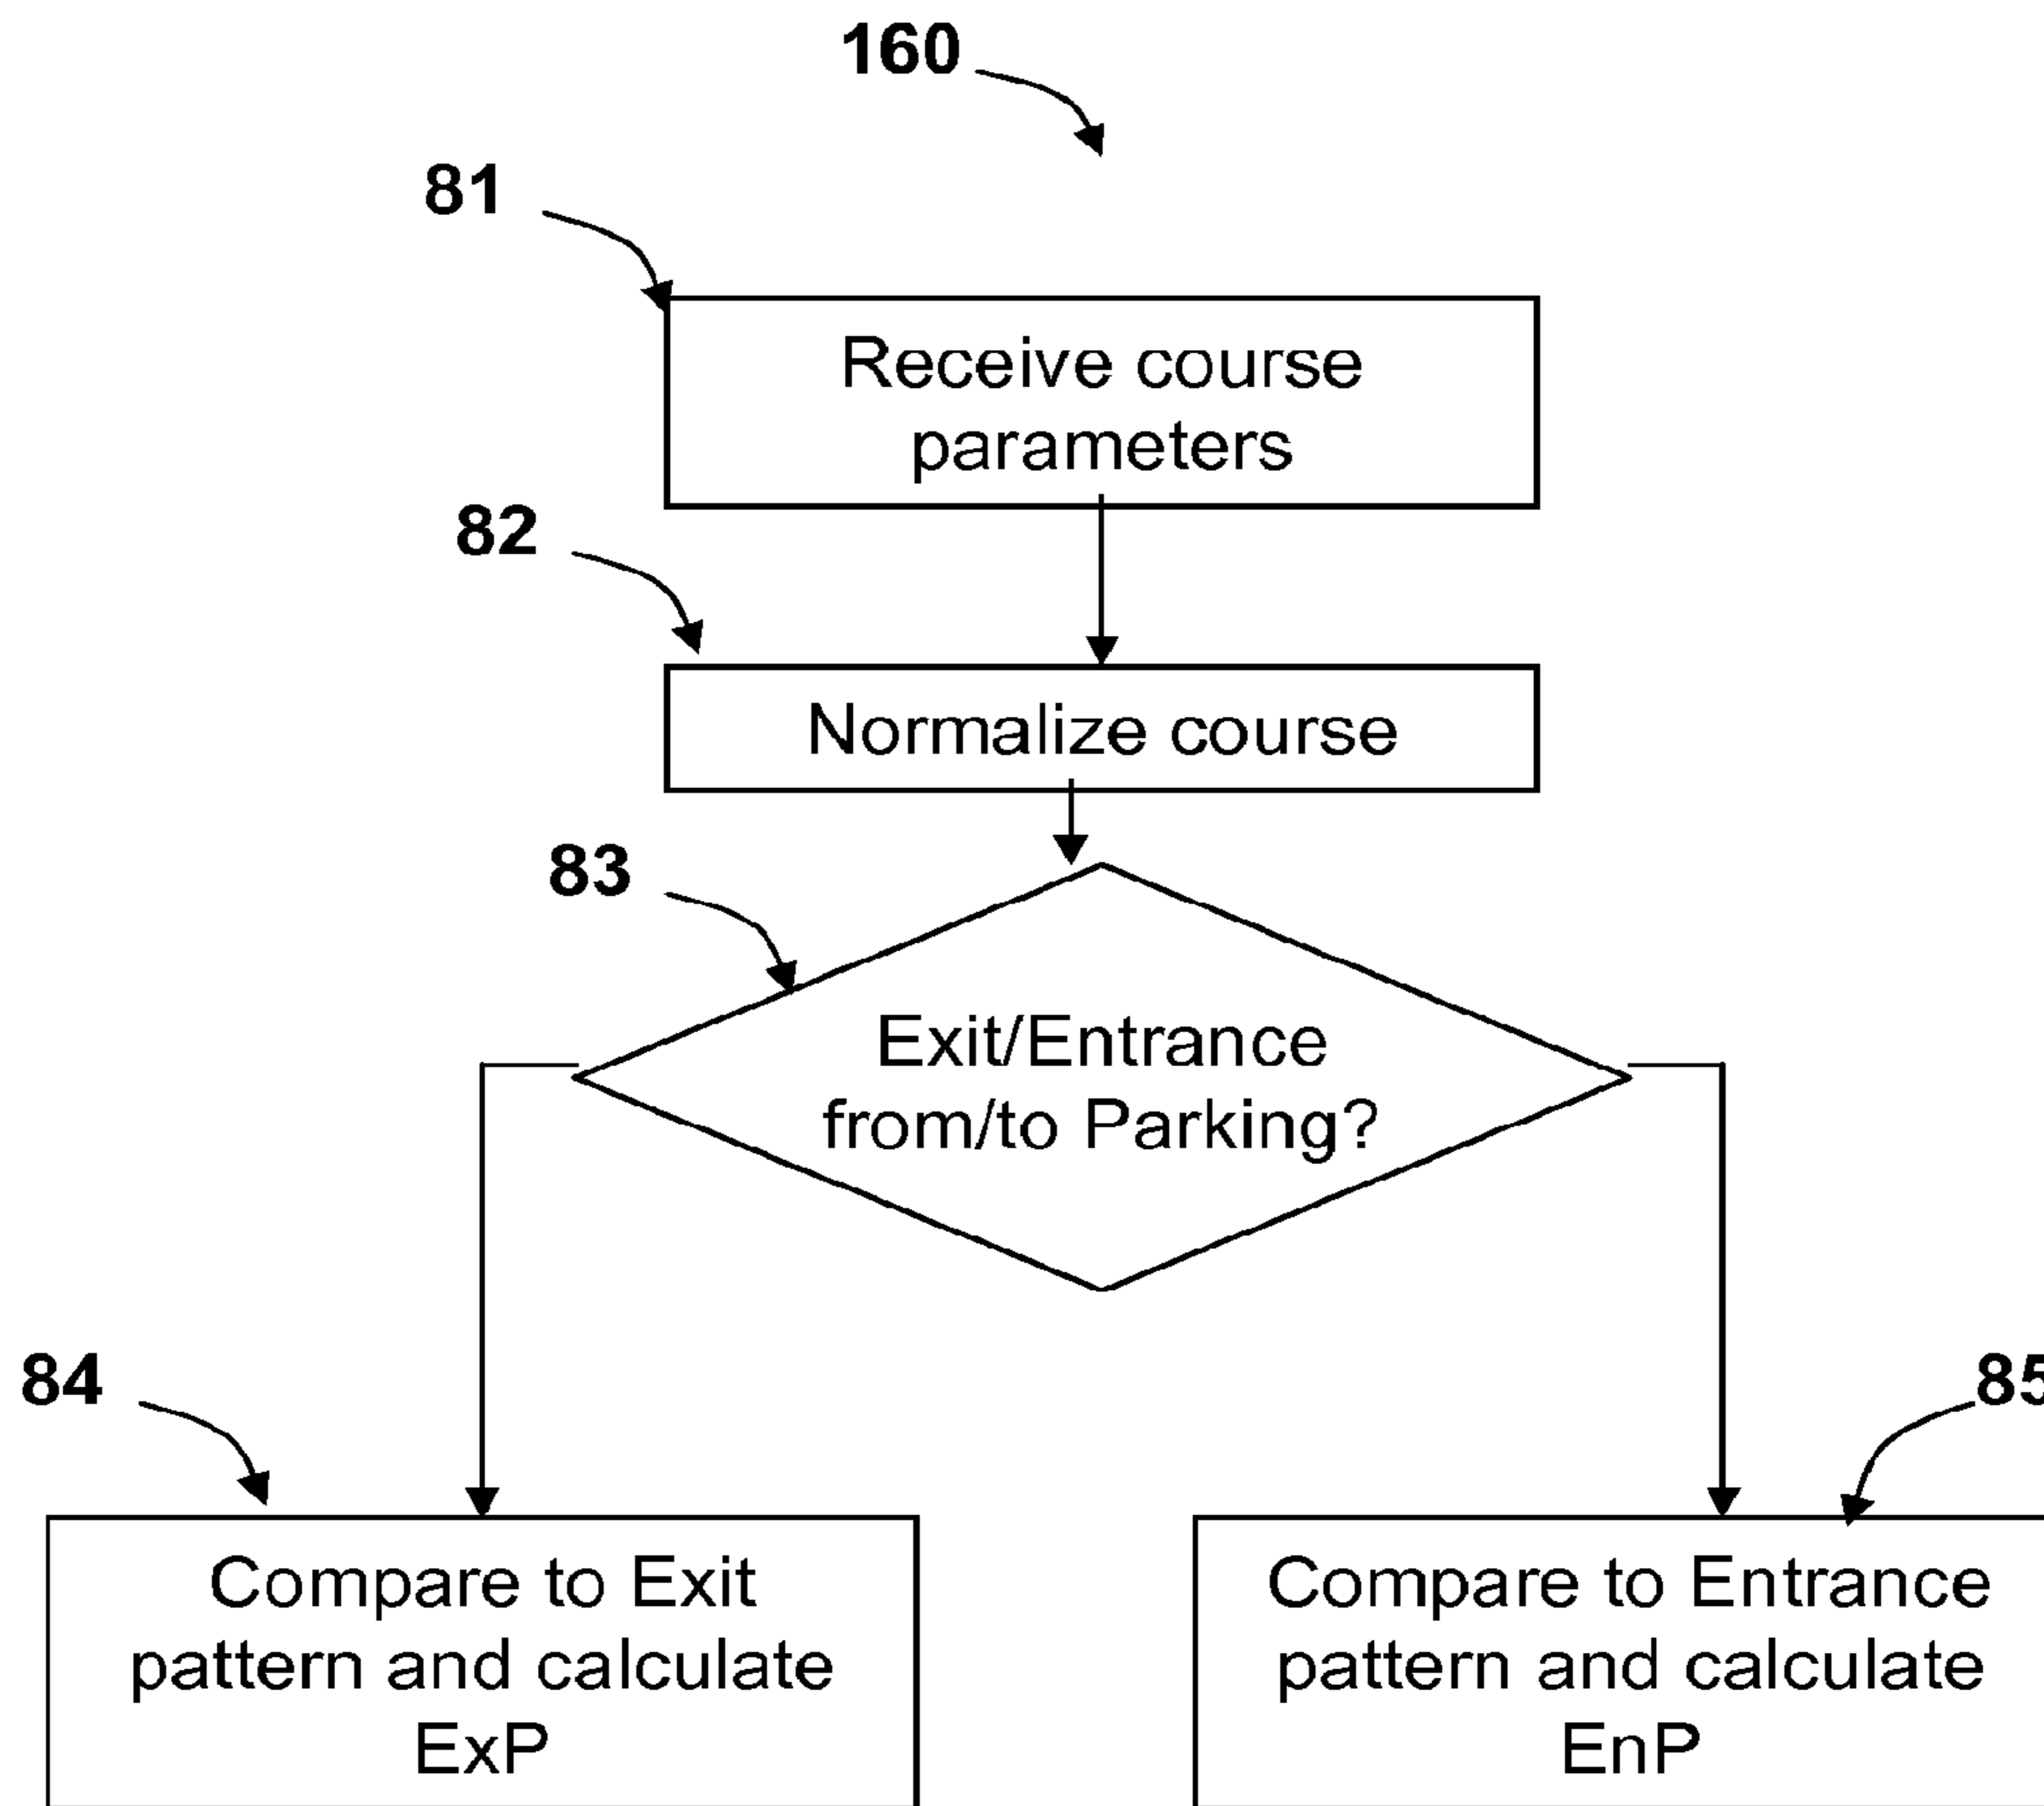 160
81
Receive course
parameters
82
Normalize course
83
Exit/Entrance
from/to Parking?
84
85
Compare to Exit
pattern and calculate
ExP
Compare to Entrance
pattern and calculate
EnP